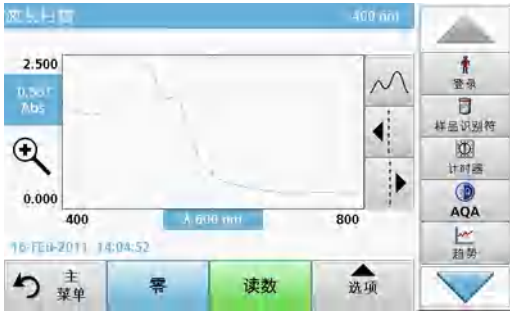 波长扫描
400 nm
2.500
0.561
Abs
0.000
400
λ 600 nm
800
16-FEB-2011 14:04:52
主
菜单
零
读数
选项
登录
样品识别符
计时器
AQA
趋势